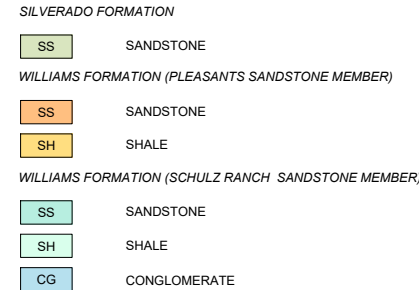 SILVERADO FORMATION
SS SANDSTONE
WILLIAMS FORMATION (PLEASANTS SANDSTONE MEMBER)
SS SANDSTONE
SH SHALE
WILLIAMS FORMATION (SCHULZ RANCH SANDSTONE MEMBER)
SS SANDSTONE
SH SHALE
CG CONGLOMERATE